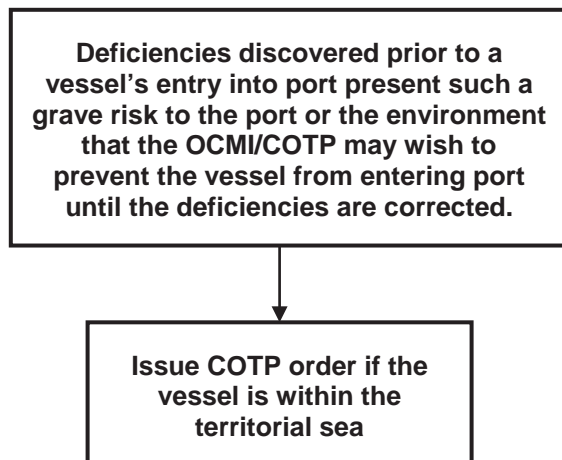 Deficiencies discovered prior to a
vessel’s entry into port present such a
grave risk to the port or the environment
that the OCMI/COTP may wish to
prevent the vessel from entering port
until the deficiencies are corrected.
Issue COTP order if the
vessel is within the
territorial sea